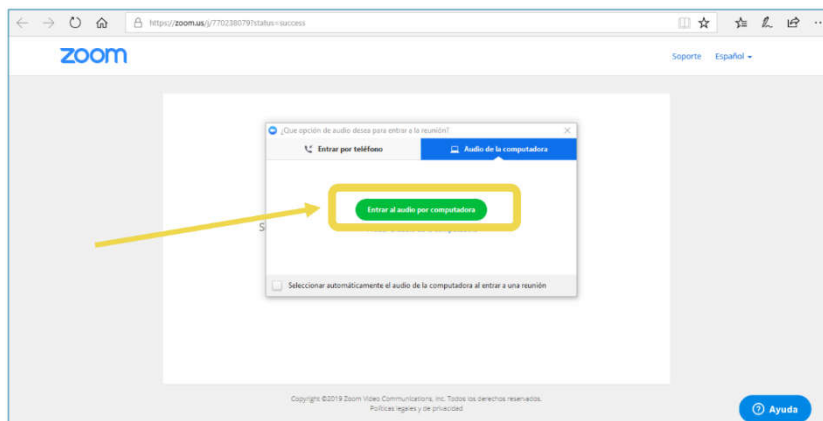 https://zoom.us/j/770238079?status=success
zoom
Soporte Español
¿Que opción de audio desea para entrar a la reunión?
Entrar por teléfono
Audio de la computadora
Entrar al audio por computadora
Seleccionar automáticamente el audio de la computadora al entrar a una reunión
Copyright ©2019 Zoom Video Communications, Inc. Todos los derechos reservados.
Políticas legales y de privacidad
Ayuda